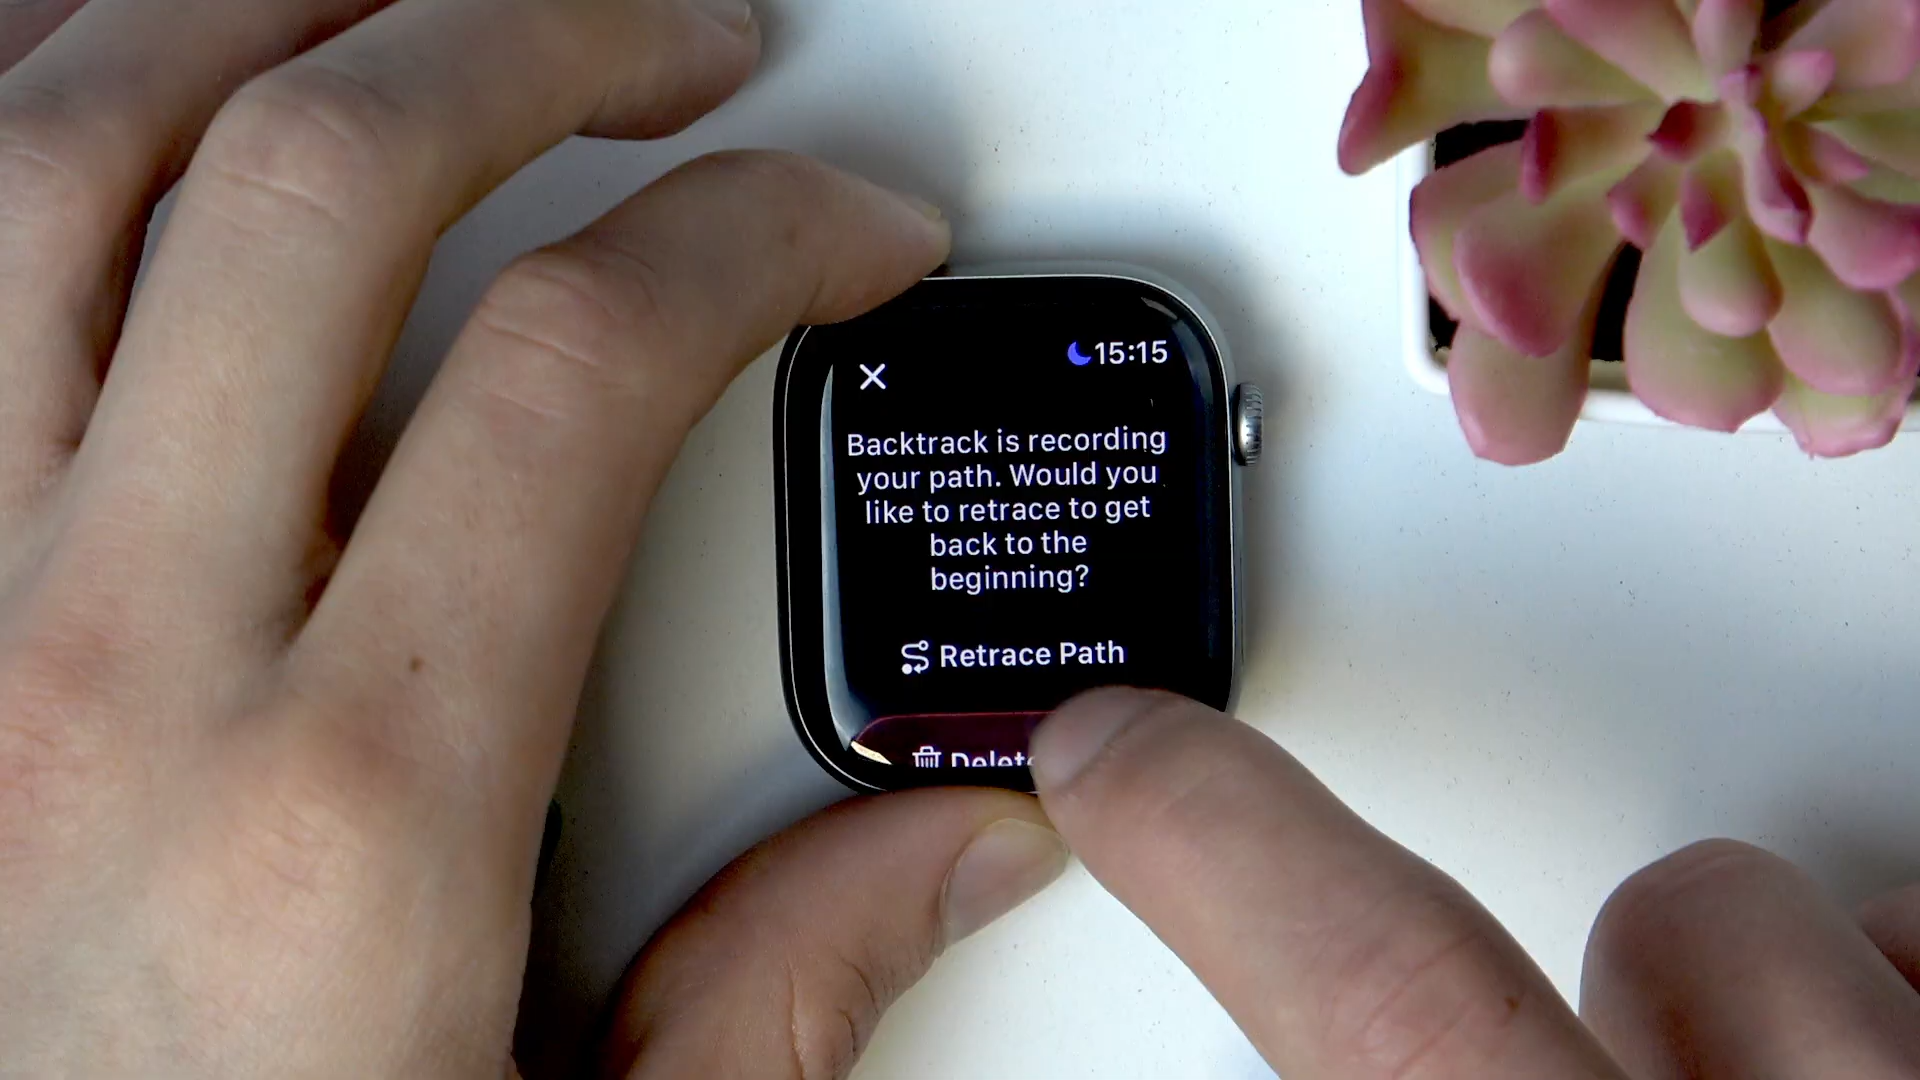 15:15
Backtrack is recording
your path. Would you
like to retrace to get
back to the
beginning?
Retrace Path
Delete